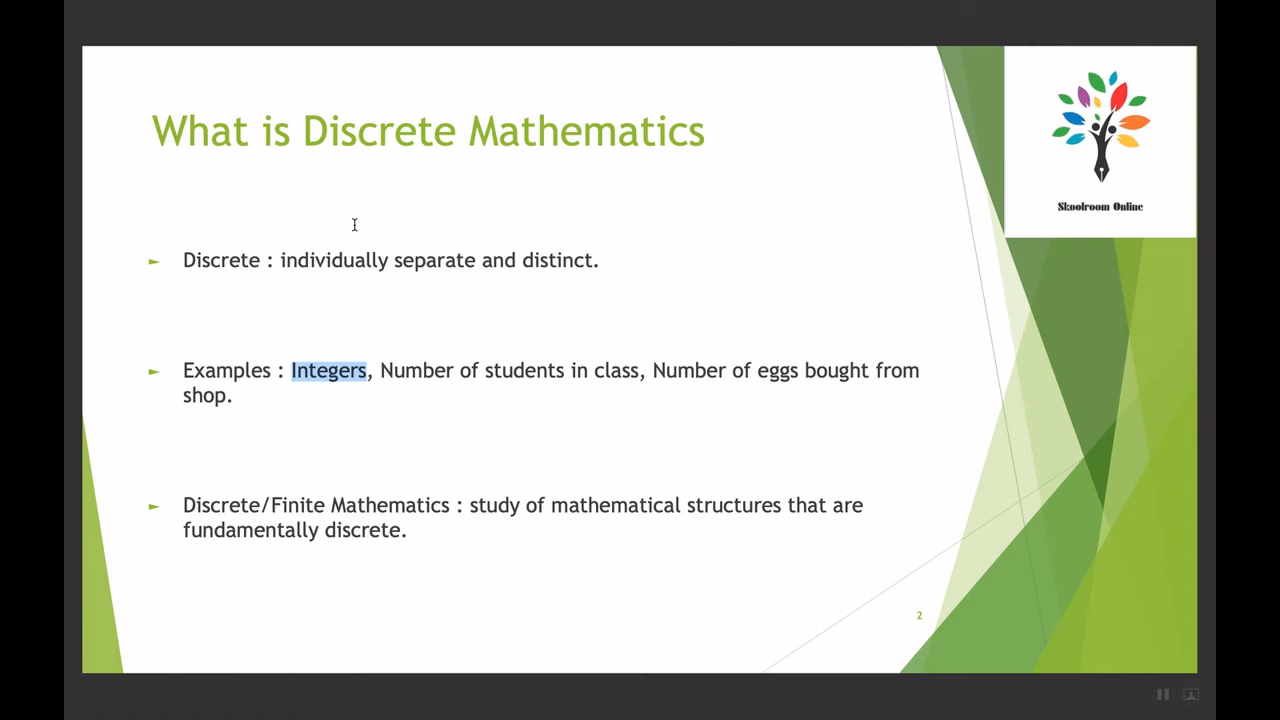 What is Discrete Mathematics
Skoolroom Online
► Discrete : individually separate and distinct.
► Examples : Integers, Number of students in class, Number of eggs bought from
shop.
► Discrete/Finite Mathematics : study of mathematical structures that are
fundamentally discrete.
2